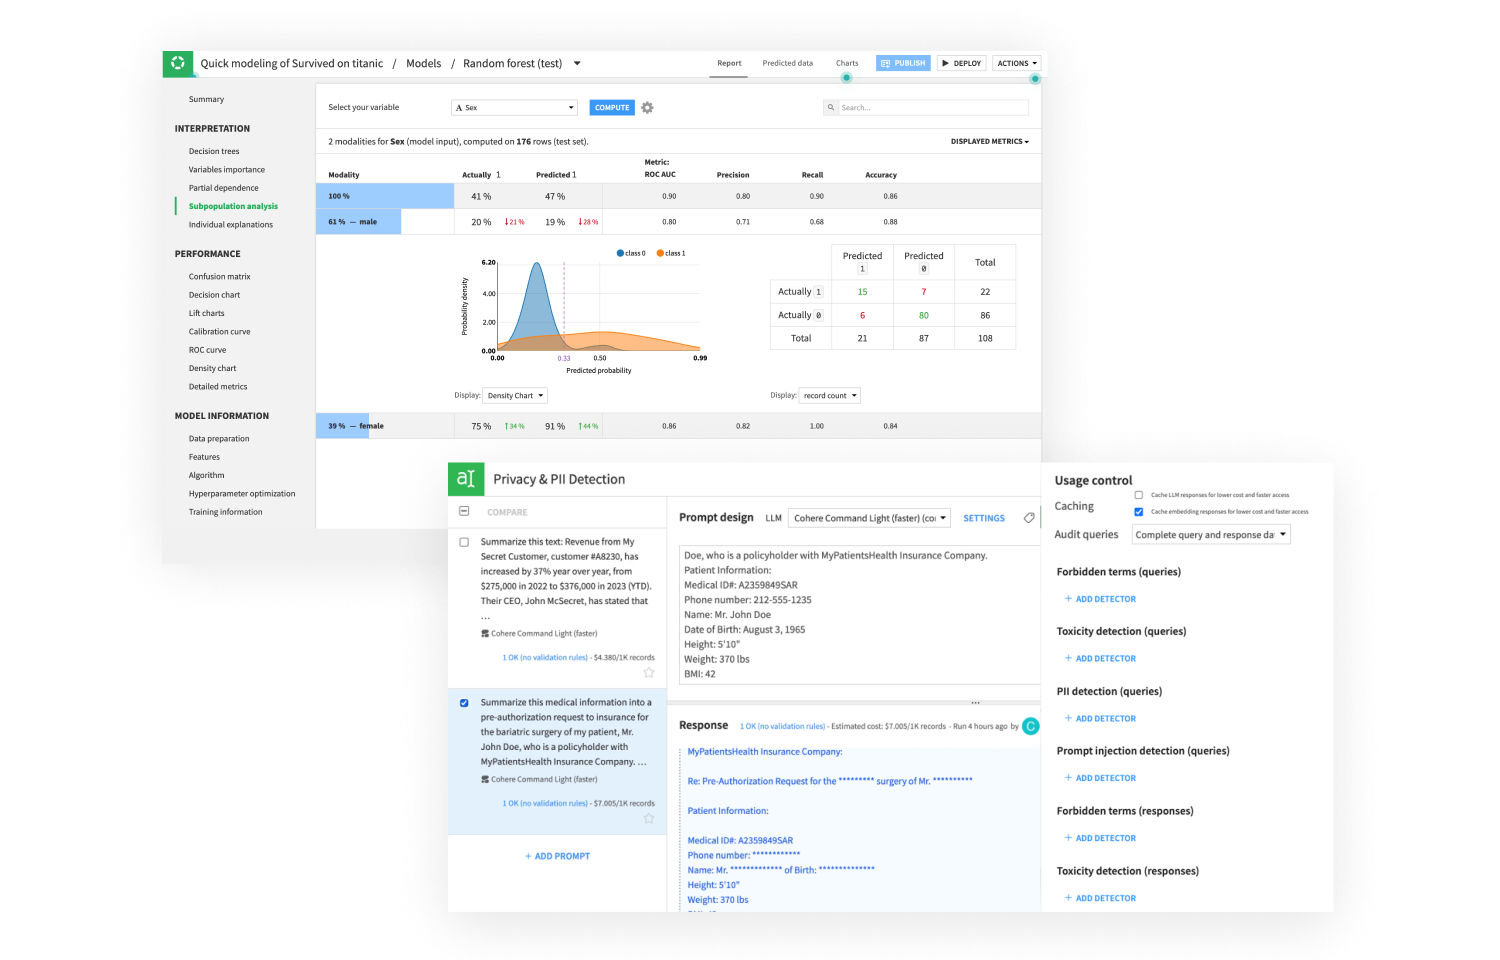 Quick modeling of Survived on titanic / Models / Random forest (test)
Report Predicted data Charts PUBLISH DEPLOY ACTIONS
Summary
INTERPRETATION
Decision trees
Variables importance
Partial dependence
Subpopulation analysis
Individual explanations
PERFORMANCE
Confusion matrix
Decision chart
Lift charts
Calibration curve
ROC curve
Density chart
Detailed metrics
MODEL INFORMATION
Data preparation
Features
Algorithm
Hyperparameter optimization
Training information
Select your variable A Sex COMPUTE Search...
2 modalities for Sex (model input), computed on 176 rows (test set). DISPLAYED METRICS
Metric:
Modality Actually 1 Predicted 1 ROC AUC Precision Recall Accuracy
100 % 41 % 47 % 0.90 0.80 0.90 0.86
61 % — male 20 % ↓21 % 19 % ↓28 % 0.80 0.71 0.68 0.88
class 0 class 1
6.20
4.00
2.00
0.00
Probability density
0.00 0.33 0.50 0.99
Predicted probability
Predicted 1 Predicted 0 Total
Actually 1 15 7 22
Actually 0 6 80 86
Total 21 87 108
Display: Density Chart Display: record count
39 % — female 75 % ↑34 % 91 % ↑44 % 0.86 0.82 1.00 0.84
aI Privacy & PII Detection
COMPARE
Summarize this text: Revenue from My
Secret Customer, customer #A8230, has
increased by 37% year over year, from
$275,000 in 2022 to $376,000 in 2023 (YTD).
Their CEO, John McSecret, has stated that
...
Cohere Command Light (faster)
1 OK (no validation rules) - $4.380/1K records
Summarize this medical information into a
pre-authorization request to insurance for
the bariatric surgery of my patient, Mr.
John Doe, who is a policyholder with
MyPatientsHealth Insurance Company. ...
Cohere Command Light (faster)
1 OK (no validation rules) - $7.005/1K records
+ ADD PROMPT
Prompt design LLM Cohere Command Light (faster) (co SETTINGS
Doe, who is a policyholder with MyPatientsHealth Insurance Company.
Patient Information:
Medical ID#: A2359849SAR
Phone number: 212-555-1235
Name: Mr. John Doe
Date of Birth: August 3, 1965
Height: 5'10"
Weight: 370 lbs
BMI: 42
...
Response 1 OK (no validation rules) - Estimated cost: $7.005/1K records - Run 4 hours ago by C
MyPatientsHealth Insurance Company:
Re: Pre-Authorization Request for the ********* surgery of Mr. **********
Patient Information:
Medical ID#: A2359849SAR
Phone number: ************
Name: Mr. ************* of Birth: **************
Height: 5'10"
Weight: 370 lbs
Usage control
Caching
Cache LLM responses for lower cost and faster access
Cache embedding responses for lower cost and faster access
Audit queries Complete query and response da
Forbidden terms (queries)
+ ADD DETECTOR
Toxicity detection (queries)
+ ADD DETECTOR
PII detection (queries)
+ ADD DETECTOR
Prompt injection detection (queries)
+ ADD DETECTOR
Forbidden terms (responses)
+ ADD DETECTOR
Toxicity detection (responses)
+ ADD DETECTOR